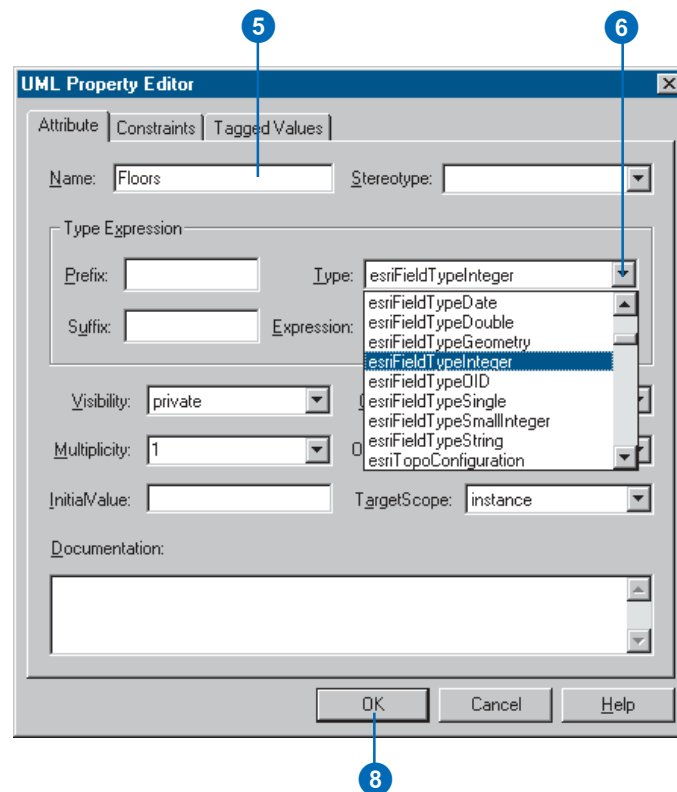 5 6
UML Property Editor
Attribute Constraints Tagged Values
Name: Floors Stereotype:
Type Expression
Prefix: Type: esriFieldTypeInteger
esriFieldTypeDate
Suffix: Expression: esriFieldTypeDouble
esriFieldTypeGeometry
esriFieldTypeInteger
esriFieldTypeOID
Visibility: private esriFieldTypeSingle
esriFieldTypeSmallInteger
Multiplicity: 1 O esriFieldTypeString
esriTopoConfiguration
InitialValue: TargetScope: instance
Documentation:
OK Cancel Help
8